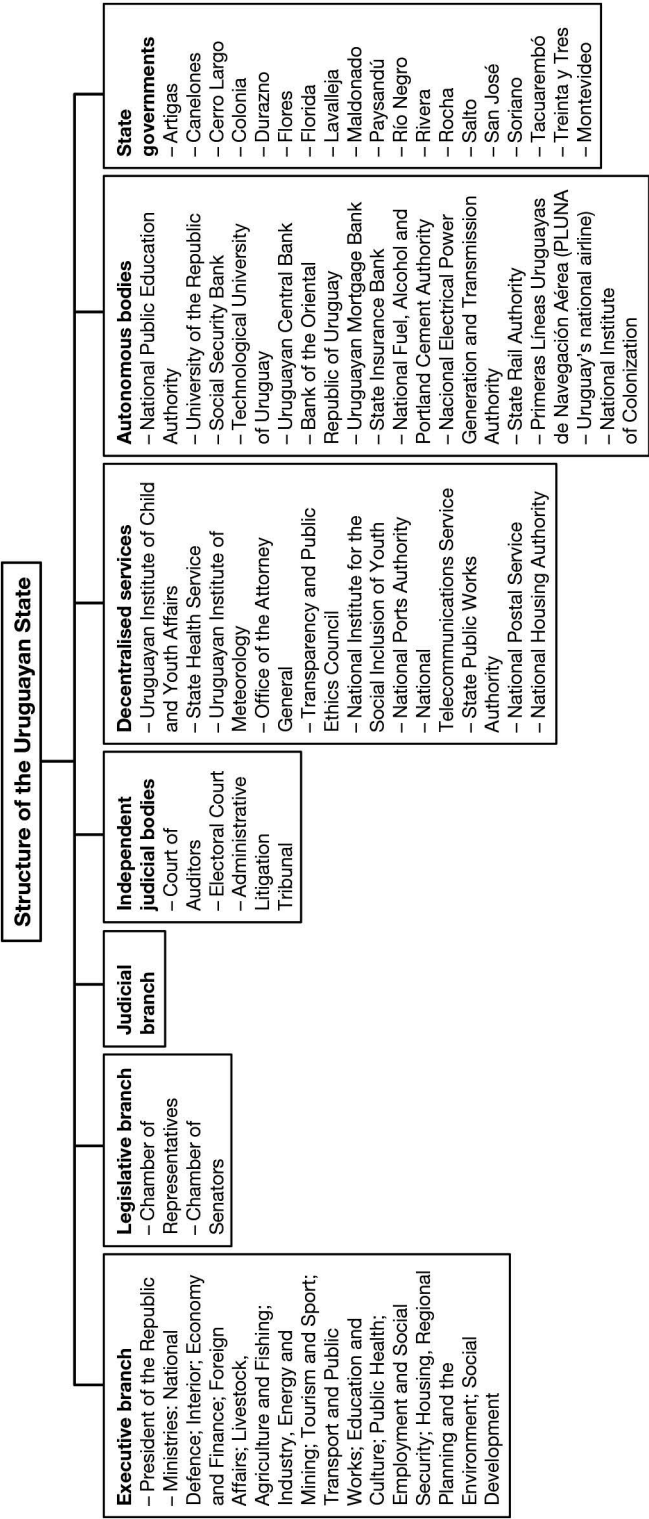 Structure of the Uruguayan State
Executive branch
– President of the Republic
– Ministries: National
Defence; Interior; Economy
and Finance; Foreign
Affairs; Livestock,
Agriculture and Fishing;
Industry, Energy and
Mining; Tourism and Sport;
Transport and Public
Works; Education and
Culture; Public Health;
Employment and Social
Security; Housing, Regional
Planning and the
Environment; Social
Development
Legislative branch
– Chamber of
Representatives
– Chamber of
Senators
Judicial
branch
Independent
judicial bodies
– Court of
Auditors
– Electoral Court
– Administrative
Litigation
Tribunal
Decentralised services
– Uruguayan Institute of Child
and Youth Affairs
– State Health Service
– Uruguayan Institute of
Meteorology
– Office of the Attorney
General
– Transparency and Public
Ethics Council
– National Institute for the
Social Inclusion of Youth
– National Ports Authority
– National
Telecommunications Service
– State Public Works
Authority
– National Postal Service
– National Housing Authority
Autonomous bodies
– National Public Education
Authority
– University of the Republic
– Social Security Bank
– Technological University
of Uruguay
– Uruguayan Central Bank
– Bank of the Oriental
Republic of Uruguay
– Uruguayan Mortgage Bank
– State Insurance Bank
– National Fuel, Alcohol and
Portland Cement Authority
– Nacional Electrical Power
Generation and Transmission
Authority
– State Rail Authority
– Primeras Líneas Uruguayas
de Navegación Aérea (PLUNA
– Uruguay's national airline)
– National Institute
of Colonization
State
governments
– Artigas
– Canelones
– Cerro Largo
– Colonia
– Durazno
– Flores
– Florida
– Lavalleja
– Maldonado
– Paysandú
– Río Negro
– Rivera
– Rocha
– Salto
– San José
– Soriano
– Tacuarembó
– Treinta y Tres
– Montevideo